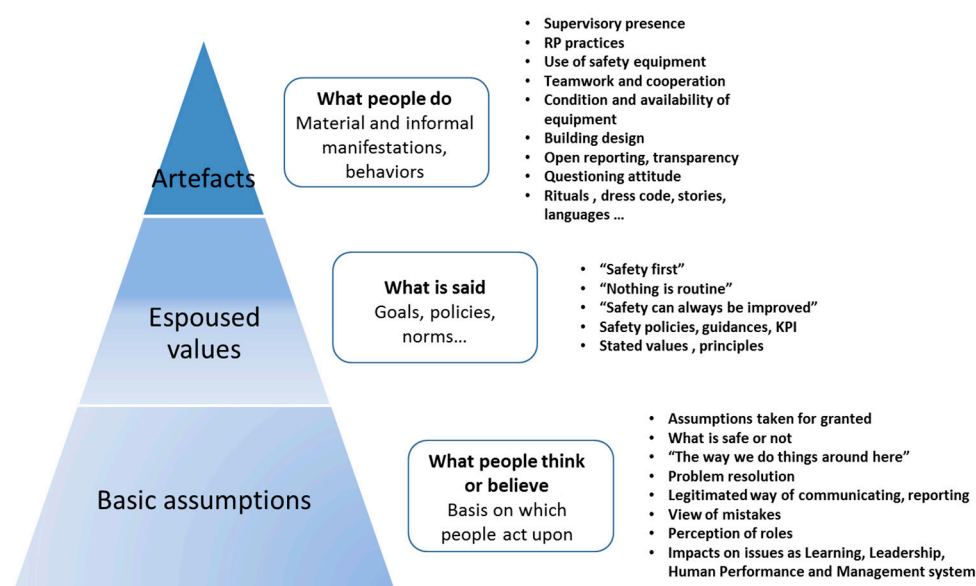 Artefacts
What people do
Material and informal
manifestations,
behaviors
• Supervisory presence
• RP practices
• Use of safety equipment
• Teamwork and cooperation
• Condition and availability of
equipment
• Building design
• Open reporting, transparency
• Questioning attitude
• Rituals , dress code, stories,
languages ...
Espoused
values
What is said
Goals, policies,
norms...
• “Safety first”
• “Nothing is routine”
• “Safety can always be improved”
• Safety policies, guidances, KPI
• Stated values , principles
Basic assumptions
What people think
or believe
Basis on which
people act upon
• Assumptions taken for granted
• What is safe or not
• “The way we do things around here”
• Problem resolution
• Legitimated way of communicating, reporting
• View of mistakes
• Perception of roles
• Impacts on issues as Learning, Leadership,
Human Performance and Management system